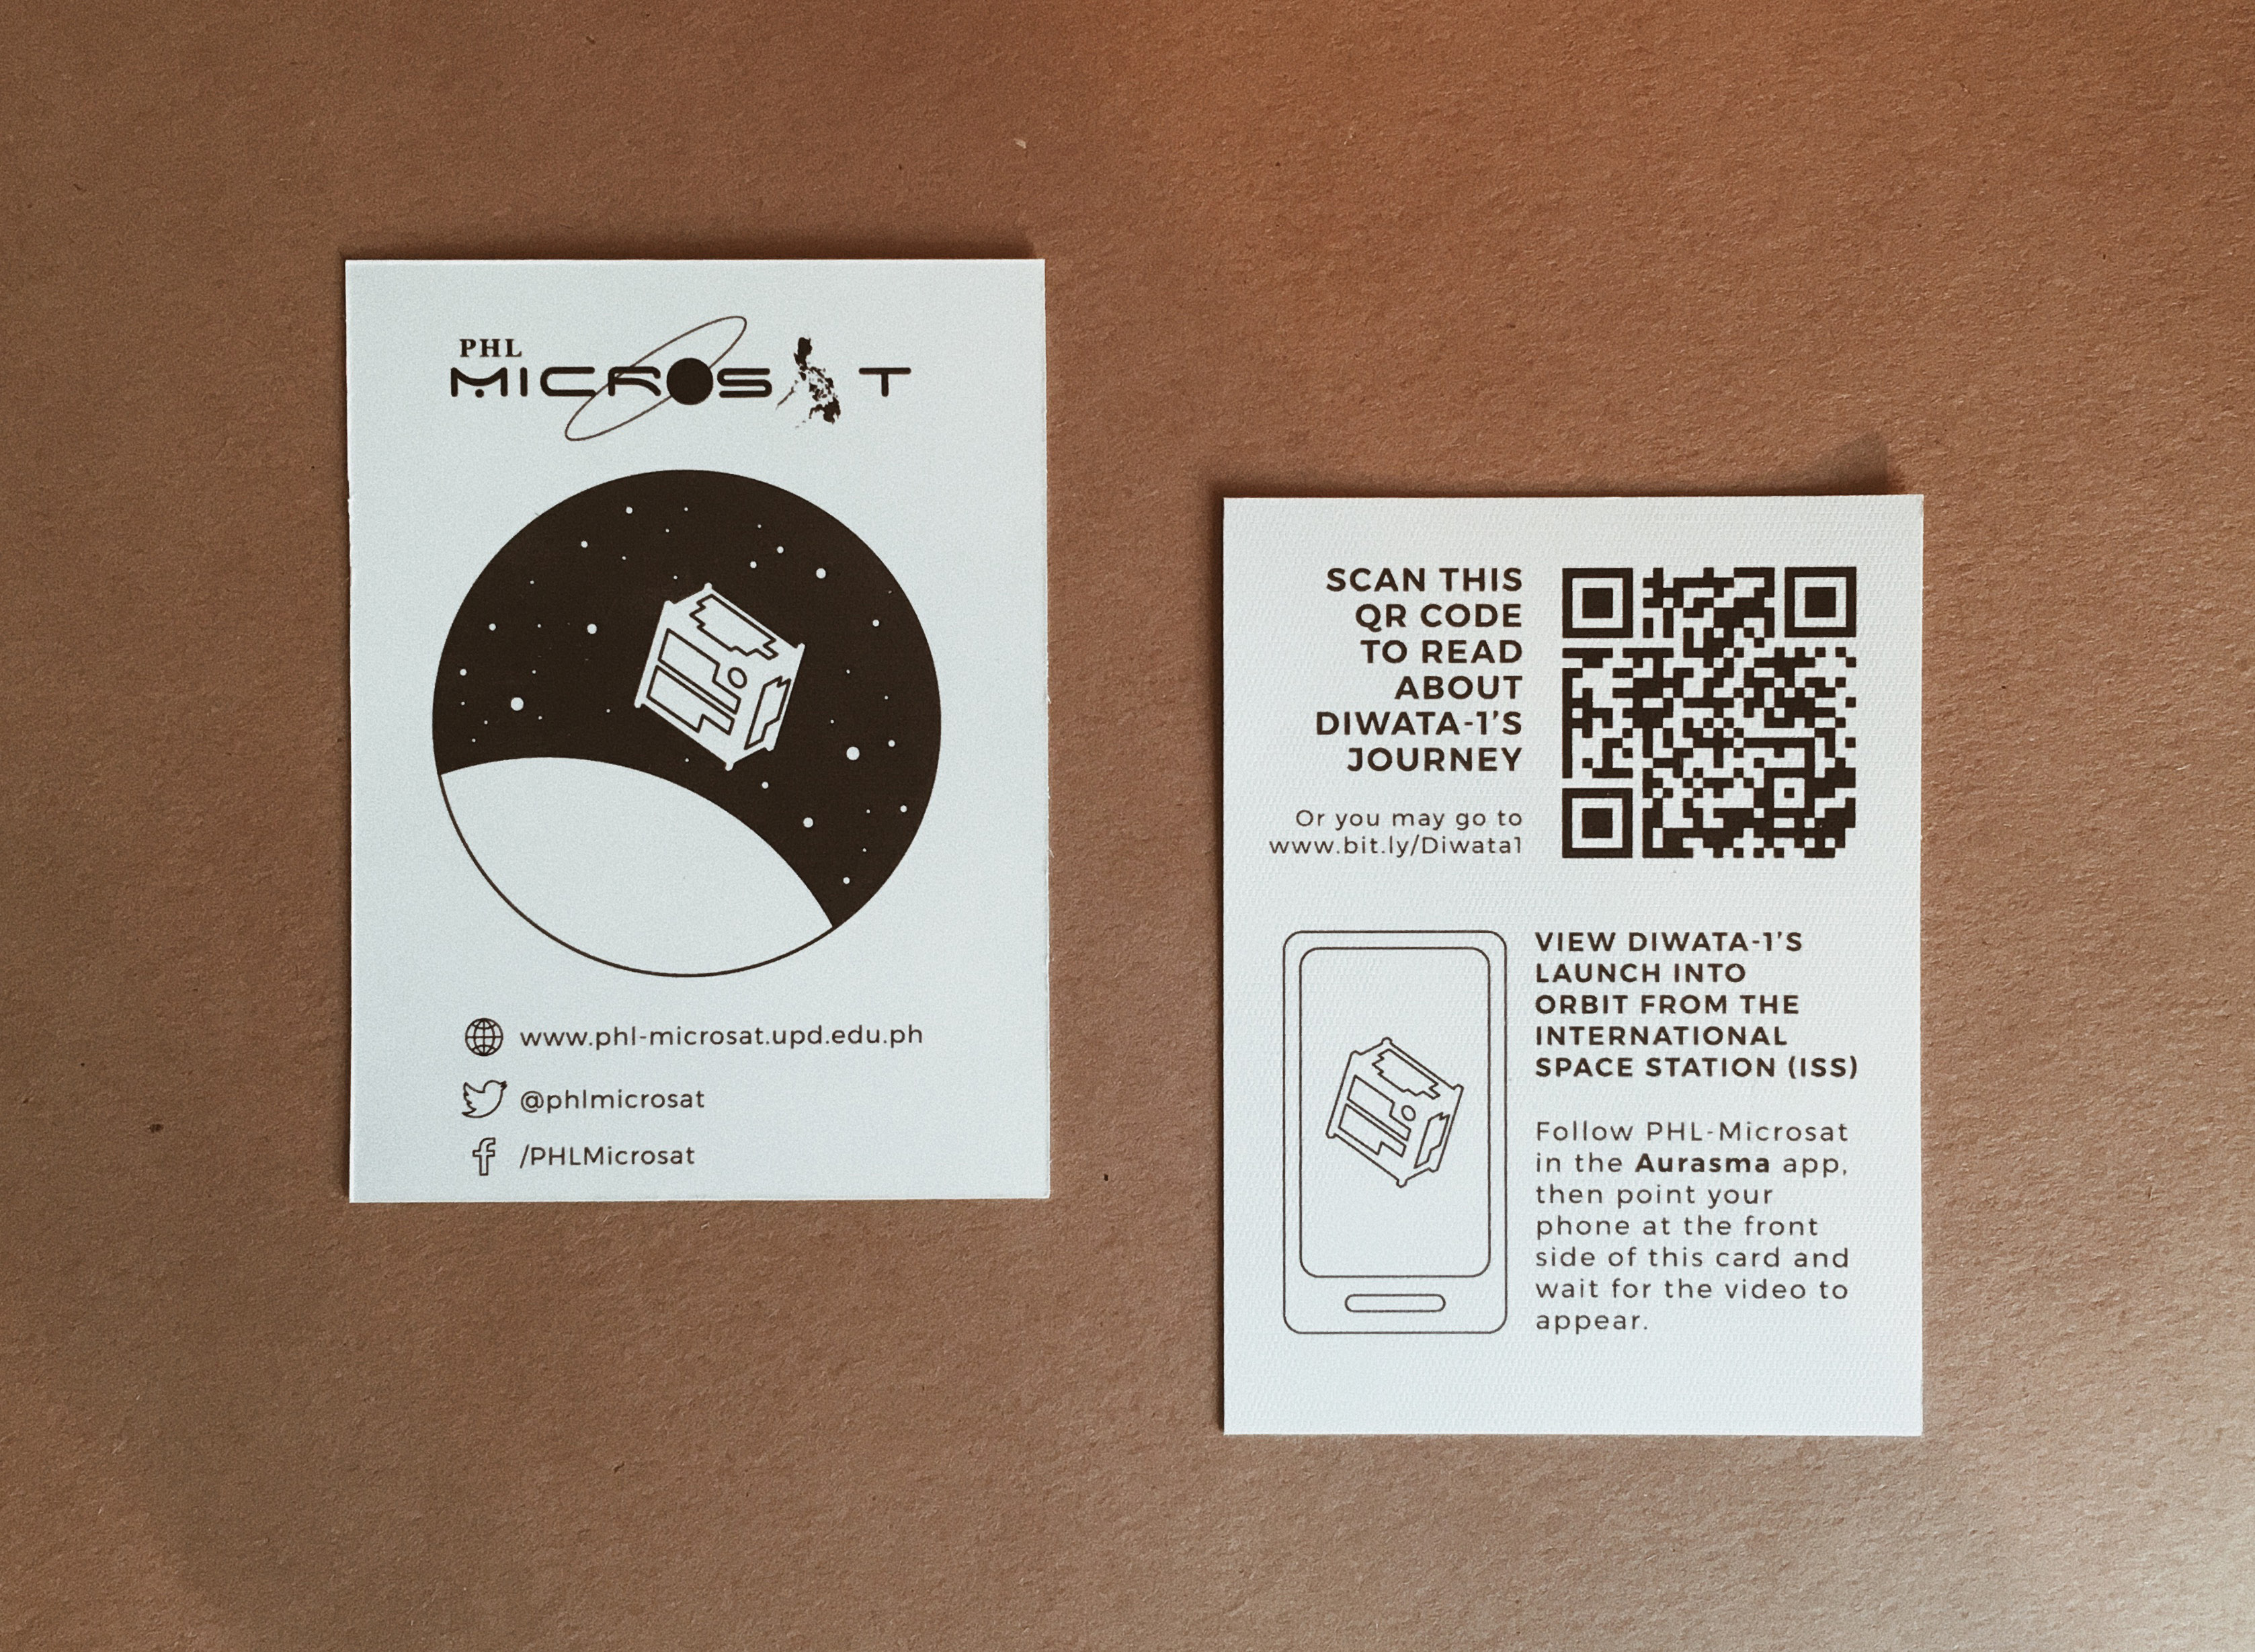 PHL
MICROSAT
www.phl-microsat.upd.edu.ph
@phlmicrosat
/PHLMicrosat
SCAN THIS
QR CODE
TO READ
ABOUT
DIWATA-1'S
JOURNEY
Or you may go to
www.bit.ly/Diwata1
VIEW DIWATA-1'S
LAUNCH INTO
ORBIT FROM THE
INTERNATIONAL
SPACE STATION (ISS)
Follow PHL-Microsat
in the Aurasma app,
then point your
phone at the front
side of this card and
wait for the video to
appear.